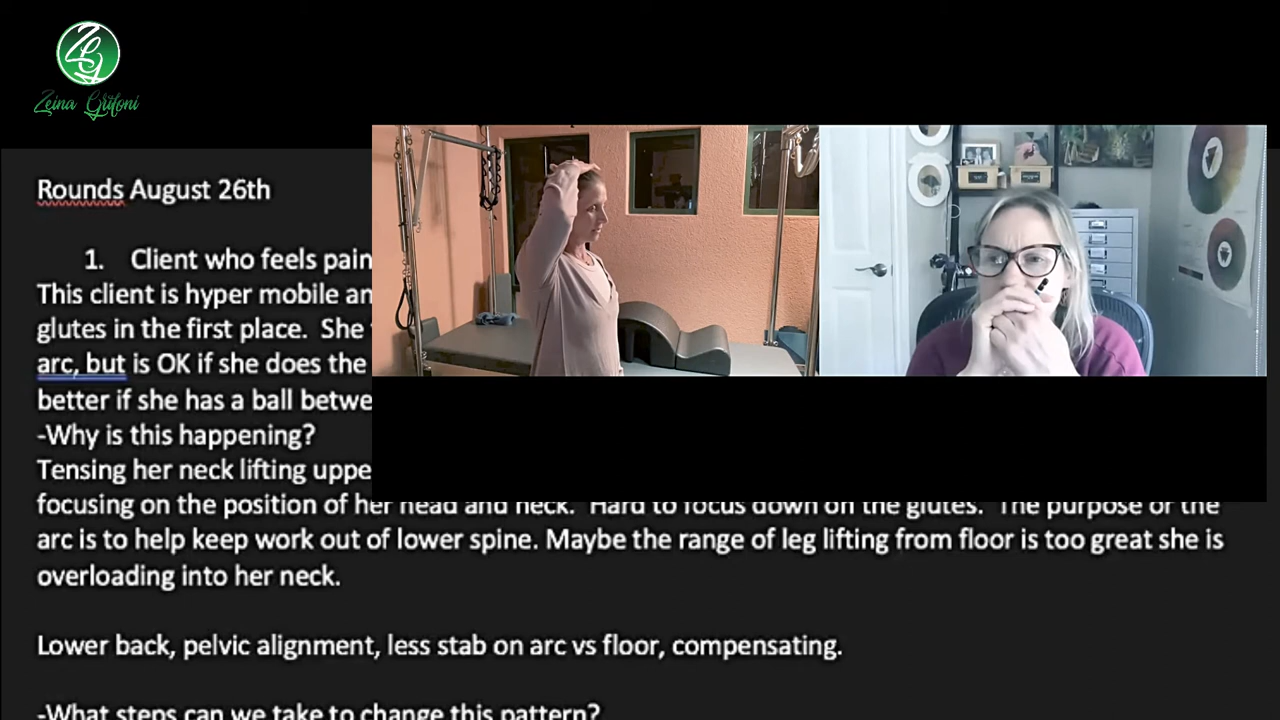 ZG
Zeina Grifoni
Rounds August 26th
1. Client who feels pain
This client is hyper mobile an
glutes in the first place. She
arc, but is OK if she does the
better if she has a ball betwe
-Why is this happening?
Tensing her neck lifting uppe
focusing on the position of her head and neck. Hard to focus down on the glutes. The purpose of the
arc is to help keep work out of lower spine. Maybe the range of leg lifting from floor is too great she is
overloading into her neck.
Lower back, pelvic alignment, less stab on arc vs floor, compensating.
-What steps can we take to change this pattern?